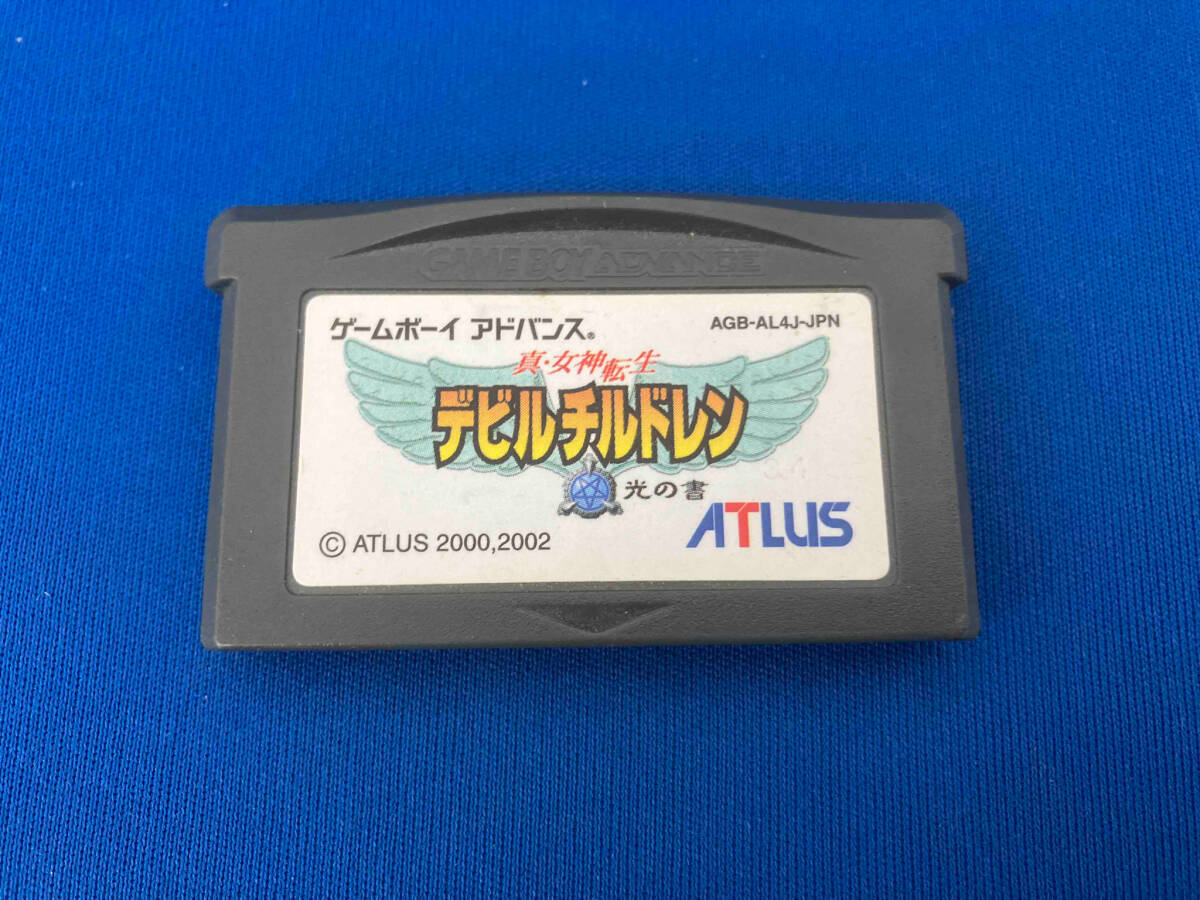 GAME BOY ADVANCE
ゲームボーイ アドバンス®
AGB-AL4J-JPN
真・女神転生
デビルチルドレン
光の書
© ATLUS 2000,2002
ATLUS